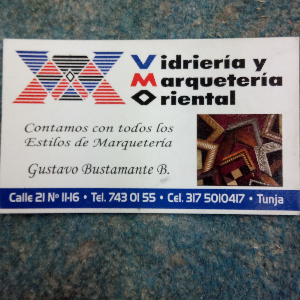 Vidriería y
Marquetería
Oriental
Contamos con todos los
Estilos de Marquetería
Gustavo Bustamante B.
Calle 21 Nº 11-16 • Tel. 743 01 55 • Cel. 317 5010417 • Tunja